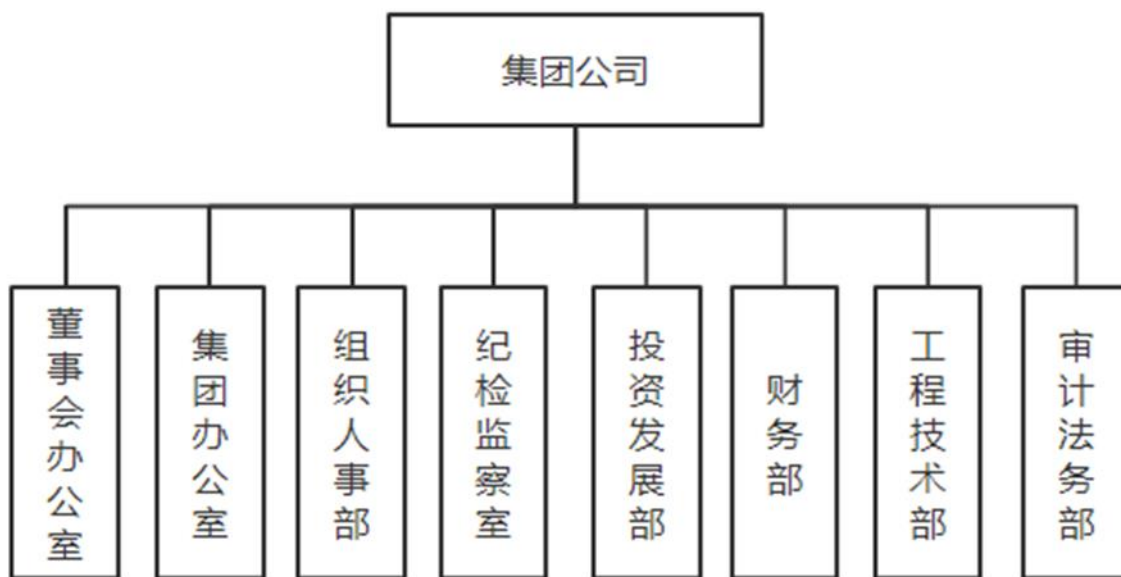 集团公司
董事会办公室
集团办公室
组织人事部
纪检监察室
投资发展部
财务部
工程技术部
审计法务部